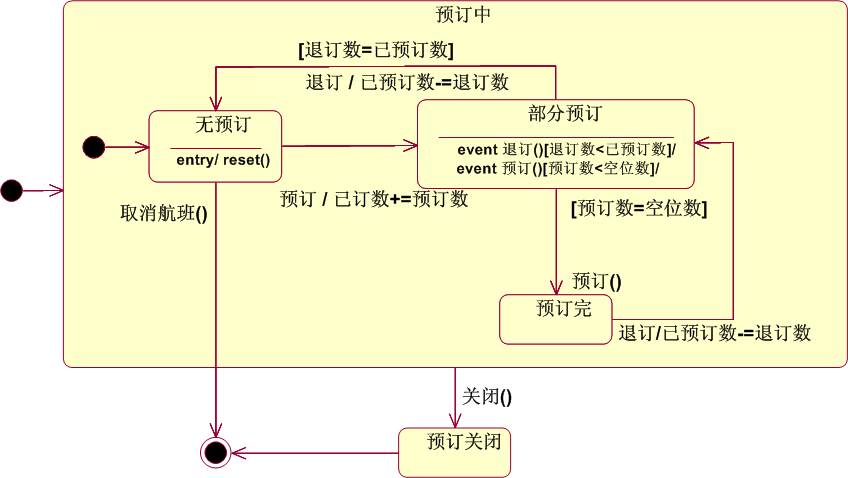 预订中
[退订数=已预订数]
退订 / 已预订数-=退订数
无预订
entry/ reset()
部分预订
event 退订()[退订数<已预订数]/
event 预订()[预订数<空位数]/
预订 / 已订数+=预订数
取消航班()
[预订数=空位数]
预订()
预订完
退订/已预订数-=退订数
关闭()
预订关闭